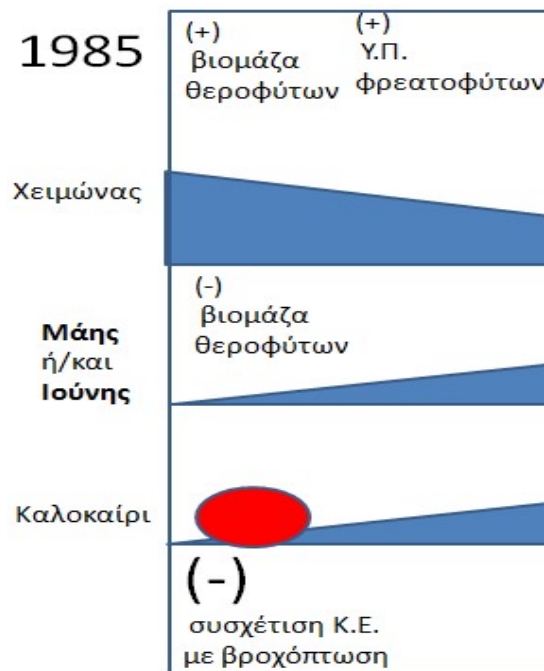 1985
(+)
βιομάζα
θεροφύτων
(+)
Υ.Π.
φρεατοφύτων
Χειμώνας
(-)
βιομάζα
θεροφύτων
Μάης
ή/και
Ιούνης
Καλοκαίρι
(-)
συσχέτιση Κ.Ε.
με βροχόπτωση